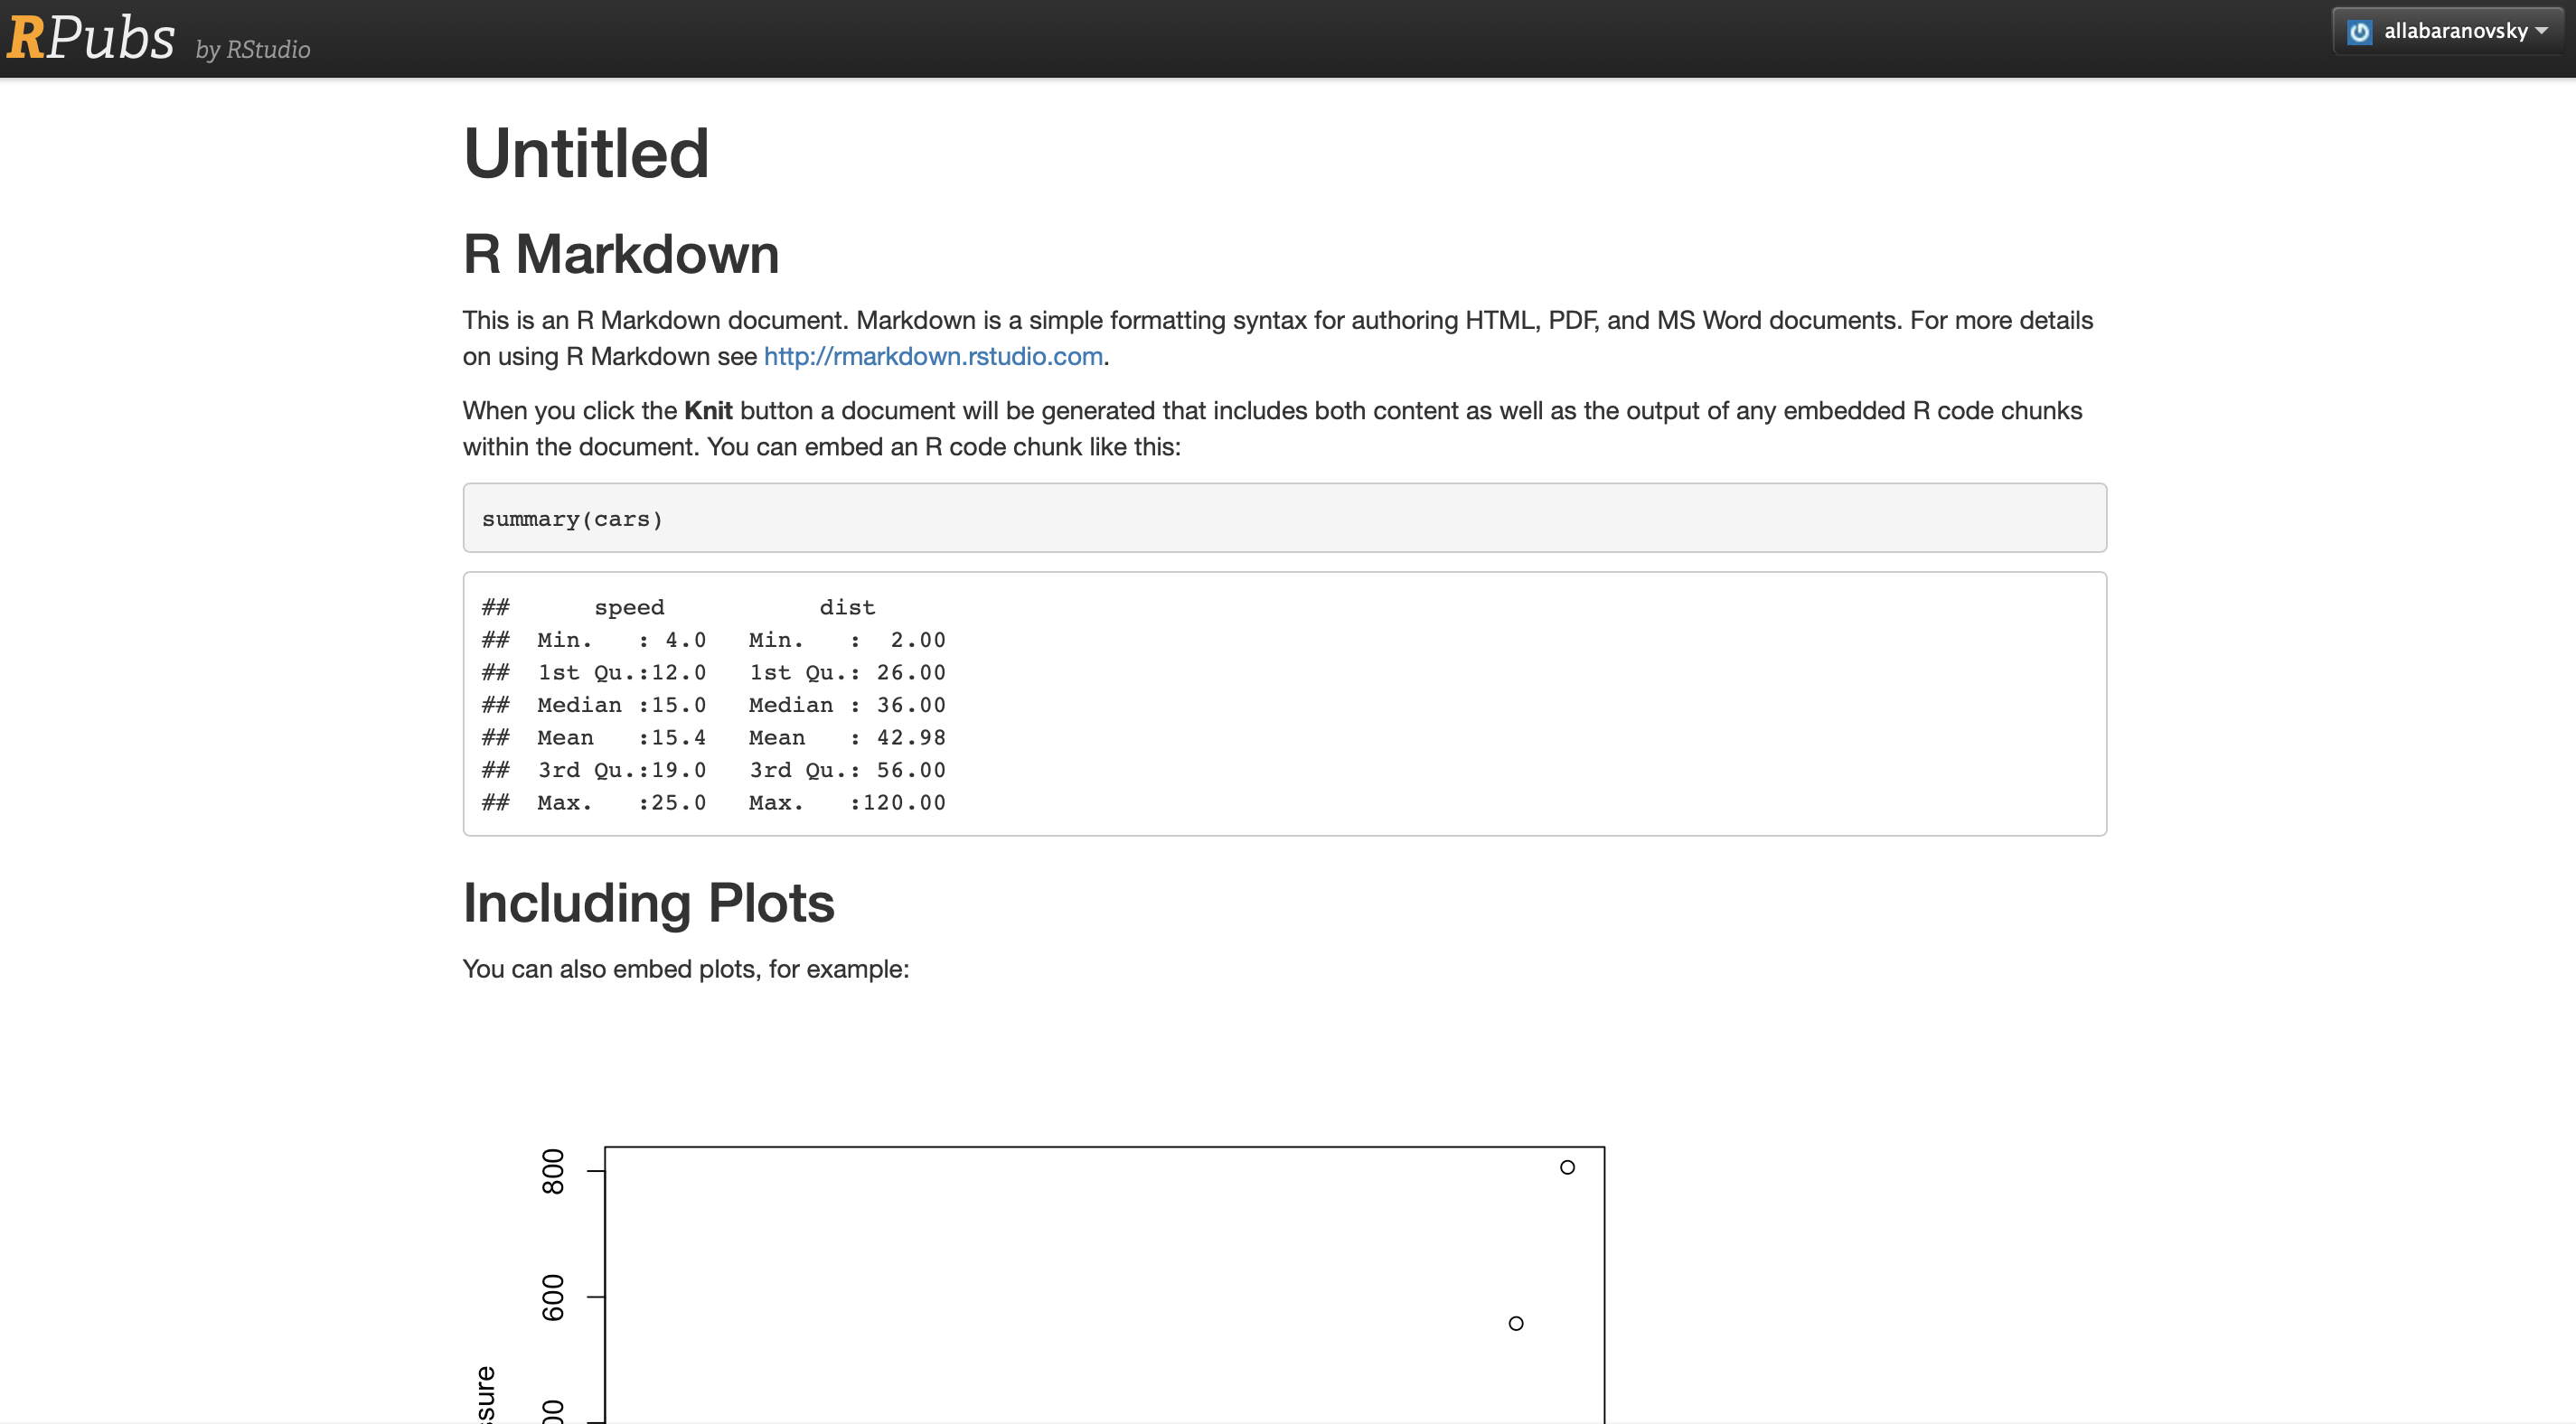 RPubs by RStudio
allabaranovsky
Untitled
R Markdown
This is an R Markdown document. Markdown is a simple formatting syntax for authoring HTML, PDF, and MS Word documents. For more details
on using R Markdown see http://rmarkdown.rstudio.com.
When you click the Knit button a document will be generated that includes both content as well as the output of any embedded R code chunks
within the document. You can embed an R code chunk like this:
summary(cars)
##      speed           dist
##  Min.   : 4.0   Min.   :  2.00
##  1st Qu.:12.0   1st Qu.: 26.00
##  Median :15.0   Median : 36.00
##  Mean   :15.4   Mean   : 42.98
##  3rd Qu.:19.0   3rd Qu.: 56.00
##  Max.   :25.0   Max.   :120.00
Including Plots
You can also embed plots, for example:
800
600